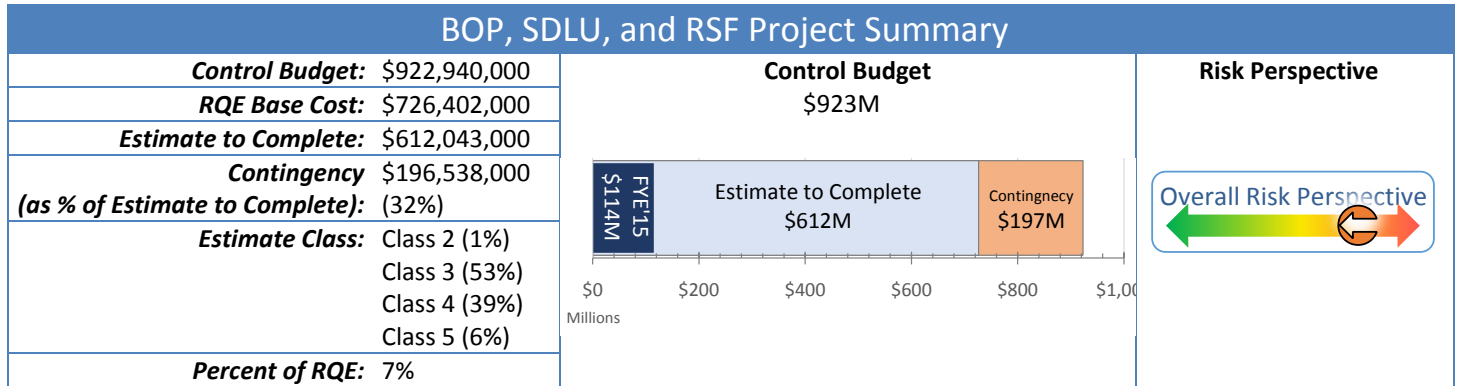 BOP, SDLU, and RSF Project Summary
Control Budget: $922,940,000
RQE Base Cost: $726,402,000
Estimate to Complete: $612,043,000
Contingency $196,538,000
(as % of Estimate to Complete): (32%)
Estimate Class: Class 2 (1%)
Class 3 (53%)
Class 4 (39%)
Class 5 (6%)
Percent of RQE: 7%
Control Budget
$923M
FYE'15
$114M
Estimate to Complete
$612M
Contingnecy
$197M
$0 $200 $400 $600 $800 $1,00
Millions
Risk Perspective
Overall Risk Perspective